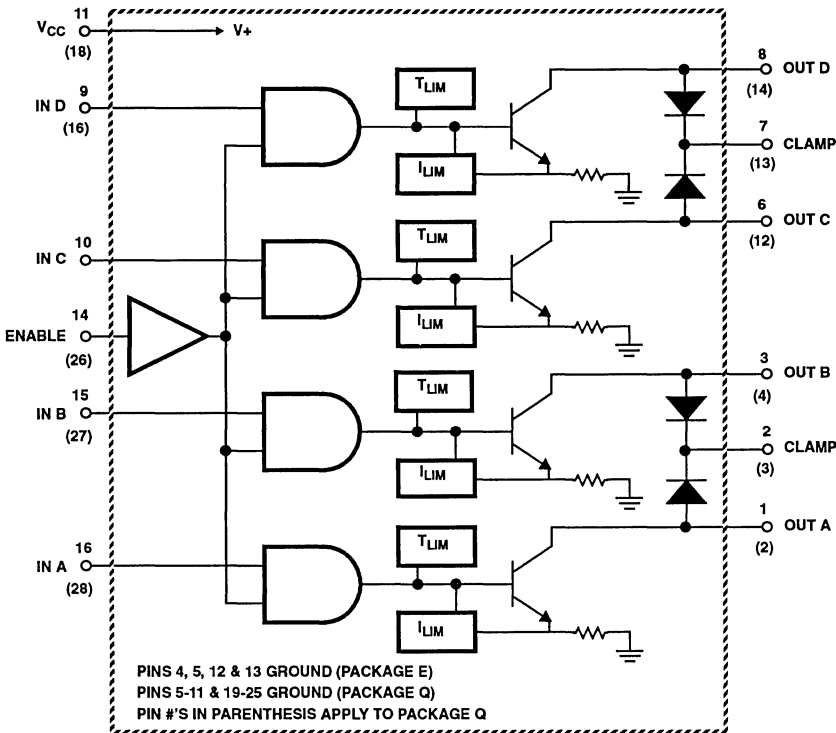 11
VCC
(18)
V+
8
OUT D
(14)
9
IN D
(16)
TLIM
7
CLAMP
(13)
ILIM
6
OUT C
(12)
10
IN C
TLIM
ILIM
14
ENABLE
(26)
3
OUT B
(4)
15
IN B
(27)
TLIM
2
CLAMP
(3)
ILIM
1
OUT A
(2)
16
IN A
(28)
TLIM
ILIM
PINS 4, 5, 12 & 13 GROUND (PACKAGE E)
PINS 5-11 & 19-25 GROUND (PACKAGE Q)
PIN #'S IN PARENTHESIS APPLY TO PACKAGE Q